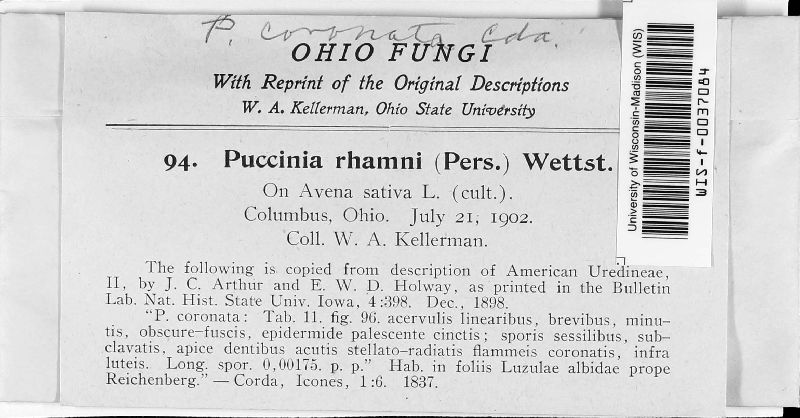 P. coronata Cda.
OHIO FUNGI
With Reprint of the Original Descriptions
W. A. Kellerman, Ohio State University
94. Puccinia rhamni (Pers.) Wettst.
On Avena sativa L. (cult.).
Columbus, Ohio. July 21, 1902.
Coll. W. A. Kellerman.
The following is copied from description of American Uredineae,
II, by J. C. Arthur and E. W. D. Holway, as printed in the Bulletin
Lab. Nat. Hist. State Univ. Iowa, 4:398. Dec., 1898.
"P. coronata: Tab. 11. fig. 96. acervulis linearibus, brevibus, minu-
tis, obscure-fuscis, epidermide palescente cinctis; sporis sessilibus, sub-
clavatis, apice dentibus acutis stellato-radiatis flammeis coronatis, infra
luteis. Long. spor. 0,00175. p. p." Hab. in foliis Luzulae albidae prope
Reichenberg." — Corda, Icones, 1:6. 1837.
University of Wisconsin-Madison (WIS)
WIS-f-0037084